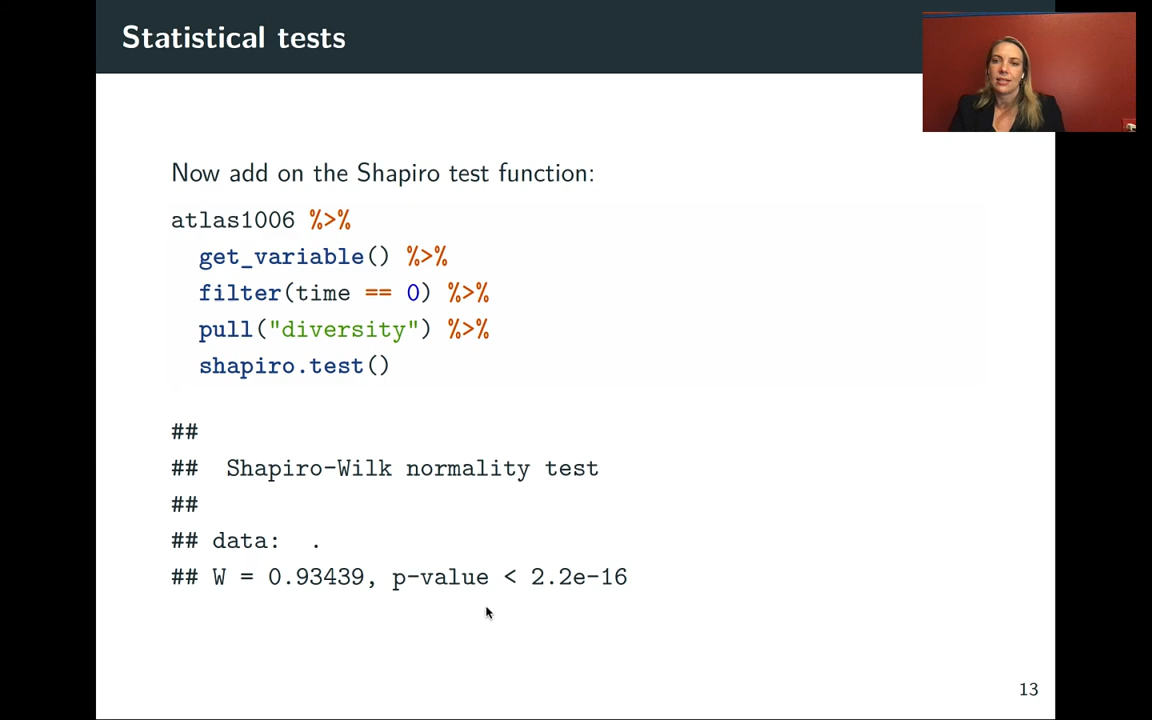 Statistical tests
Now add on the Shapiro test function:
atlas1006 %>%
get_variable() %>%
filter(time == 0) %>%
pull("diversity") %>%
shapiro.test()
##
## Shapiro-Wilk normality test
##
## data: .
## W = 0.93439, p-value < 2.2e-16
13